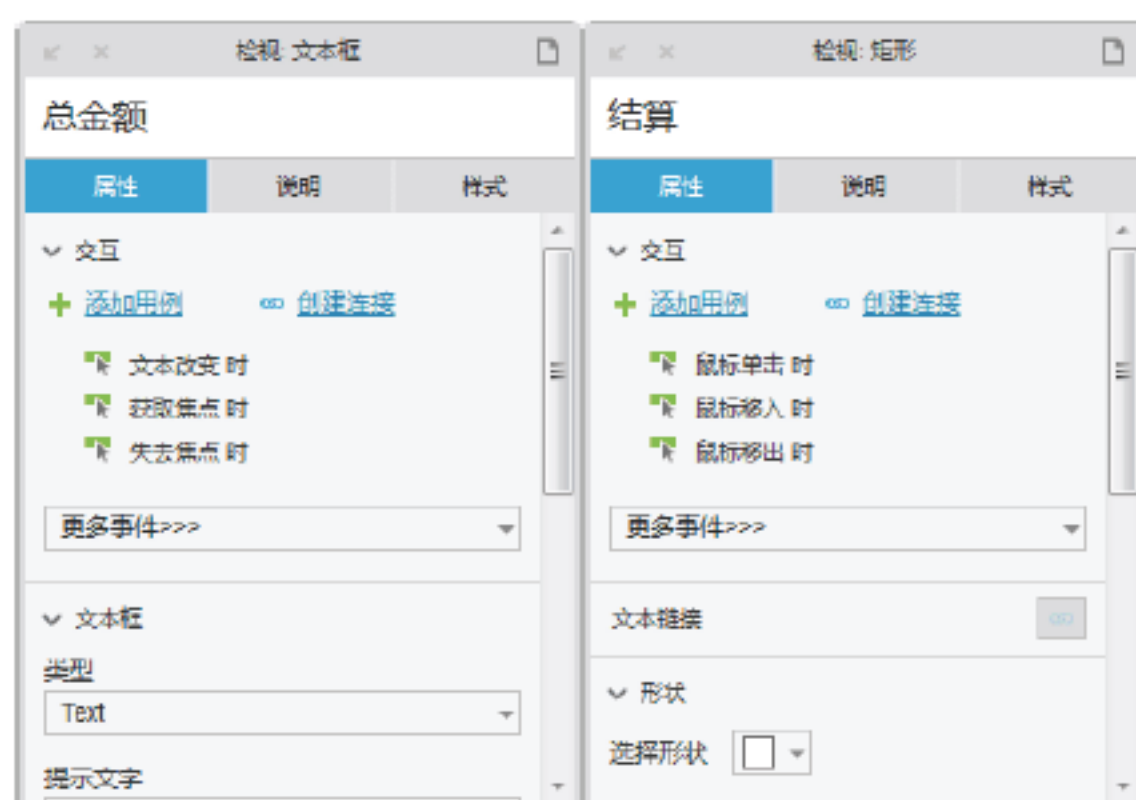 检视: 文本框
总金额
属性 说明 样式
交互
添加用例 创建连接
文本改变 时
获取焦点 时
失去焦点 时
更多事件>>>
文本框
类型
Text
提示文字
检视: 矩形
结算
属性 说明 样式
交互
添加用例 创建连接
鼠标单击 时
鼠标移入 时
鼠标移出 时
更多事件>>>
文本链接
形状
选择形状